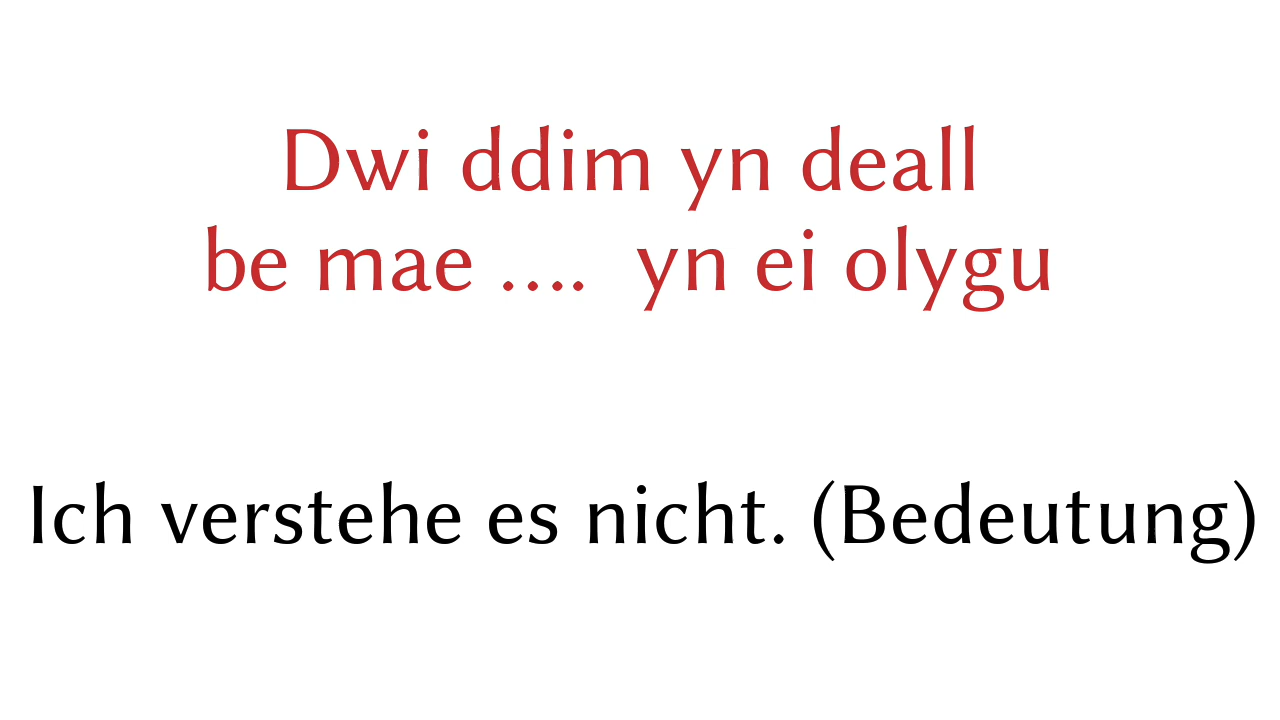 Dwi ddim yn deall
be mae ....  yn ei olygu
Ich verstehe es nicht. (Bedeutung)